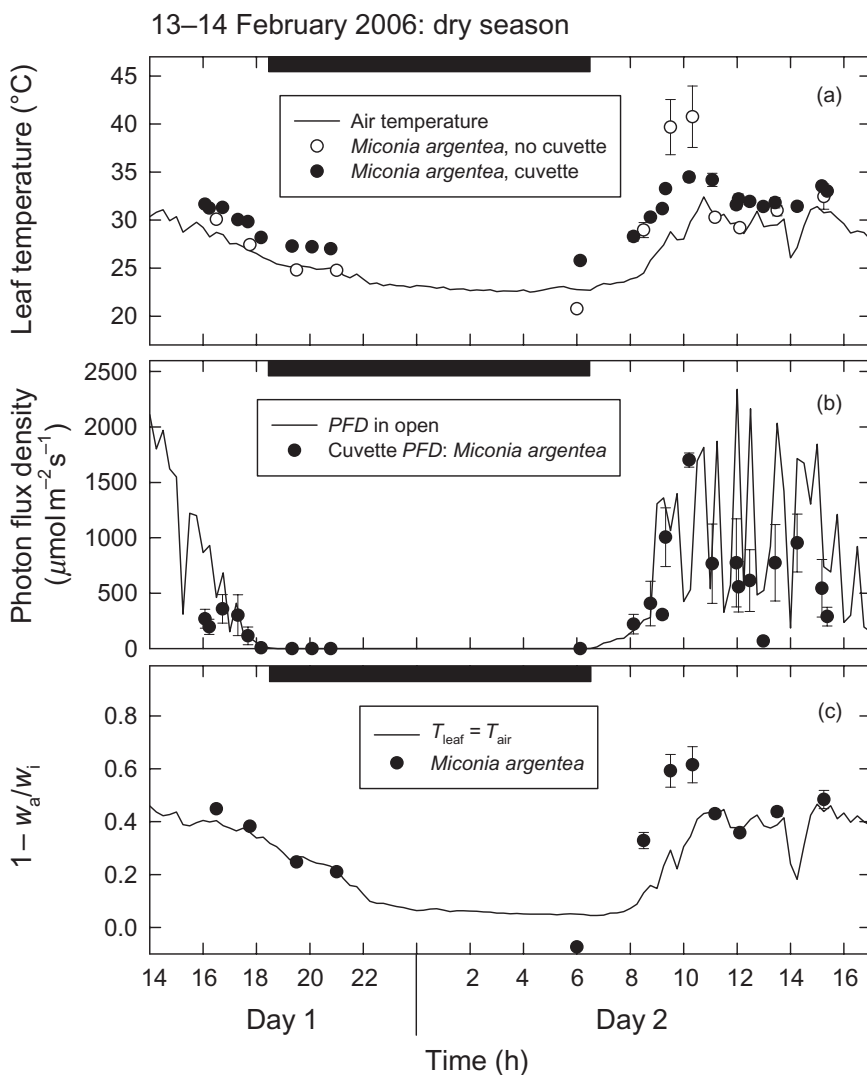 13–14 February 2006: dry season
Leaf temperature (°C)
45
40
35
30
25
20
(a)
Air temperature
Miconia argentea, no cuvette
Miconia argentea, cuvette
Photon flux density
(μmol m−2 s−1)
2500
2000
1500
1000
500
0
(b)
PFD in open
Cuvette PFD: Miconia argentea
1– wa/wi
0.8
0.6
0.4
0.2
0.0
(c)
Tleaf = Tair
Miconia argentea
14 16 18 20 22 2 4 6 8 10 12 14 16
Day 1 Day 2
Time (h)